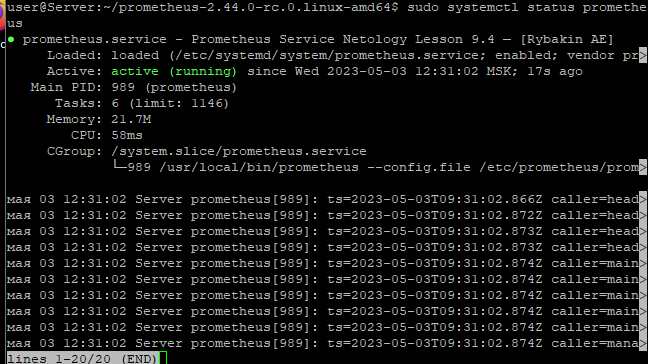 user@Server:~/prometheus-2.44.0-rc.0.linux-amd64$ sudo systemctl status promethe
us
● prometheus.service - Prometheus Service Netology Lesson 9.4 — [Rybakin AE]
Loaded: loaded (/etc/systemd/system/prometheus.service; enabled; vendor pr>
Active: active (running) since Wed 2023-05-03 12:31:02 MSK; 17s ago
Main PID: 989 (prometheus)
Tasks: 6 (limit: 1146)
Memory: 21.7M
CPU: 58ms
CGroup: /system.slice/prometheus.service
└─989 /usr/local/bin/prometheus --config.file /etc/prometheus/prom>
мая 03 12:31:02 Server prometheus[989]: ts=2023-05-03T09:31:02.866Z caller=head>
мая 03 12:31:02 Server prometheus[989]: ts=2023-05-03T09:31:02.872Z caller=head>
мая 03 12:31:02 Server prometheus[989]: ts=2023-05-03T09:31:02.873Z caller=head>
мая 03 12:31:02 Server prometheus[989]: ts=2023-05-03T09:31:02.873Z caller=head>
мая 03 12:31:02 Server prometheus[989]: ts=2023-05-03T09:31:02.874Z caller=main>
мая 03 12:31:02 Server prometheus[989]: ts=2023-05-03T09:31:02.874Z caller=main>
мая 03 12:31:02 Server prometheus[989]: ts=2023-05-03T09:31:02.874Z caller=main>
мая 03 12:31:02 Server prometheus[989]: ts=2023-05-03T09:31:02.874Z caller=main>
мая 03 12:31:02 Server prometheus[989]: ts=2023-05-03T09:31:02.874Z caller=main>
мая 03 12:31:02 Server prometheus[989]: ts=2023-05-03T09:31:02.874Z caller=mana>
lines 1-20/20 (END)